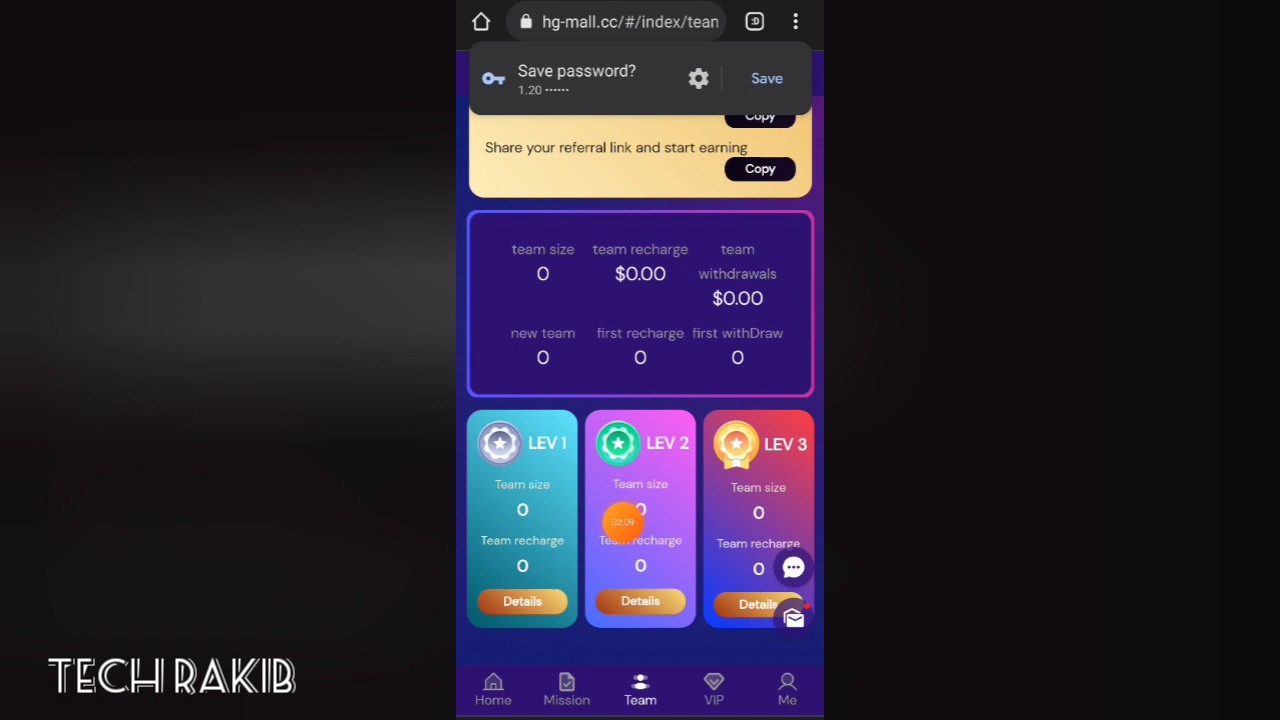 hg-mall.cc/#/index/tean
:D
Save password?
1.20 ••••••
Save
Copy
Share your referral link and start earning
Copy
team size
team recharge
team withdrawals
0
$0.00
$0.00
new team
first recharge
first withDraw
0
0
0
LEV 1
LEV 2
LEV 3
Team size
Team size
Team size
0
0
0
02:09
Team recharge
Team recharge
Team recharge
0
0
0
Details
Details
Details
TECH RAKIB
Home
Mission
Team
VIP
Me